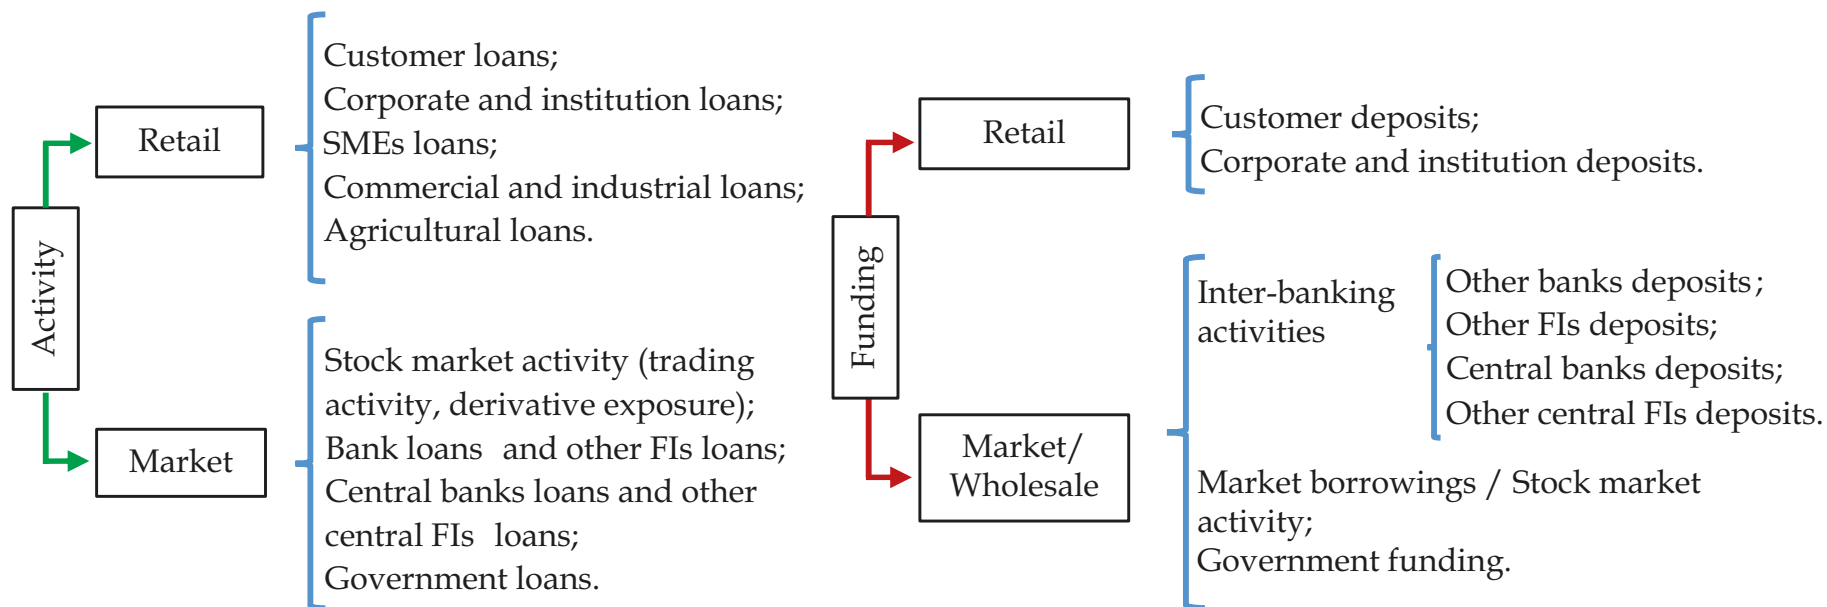 Activity
Retail
Customer loans;
Corporate and institution loans;
SMEs loans;
Commercial and industrial loans;
Agricultural loans.
Market
Stock market activity (trading
activity, derivative exposure);
Bank loans and other FIs loans;
Central banks loans and other
central FIs loans;
Government loans.
Funding
Retail
Customer deposits;
Corporate and institution deposits.
Market/
Wholesale
Inter-banking
activities
Other banks deposits;
Other FIs deposits;
Central banks deposits;
Other central FIs deposits.
Market borrowings / Stock market
activity;
Government funding.